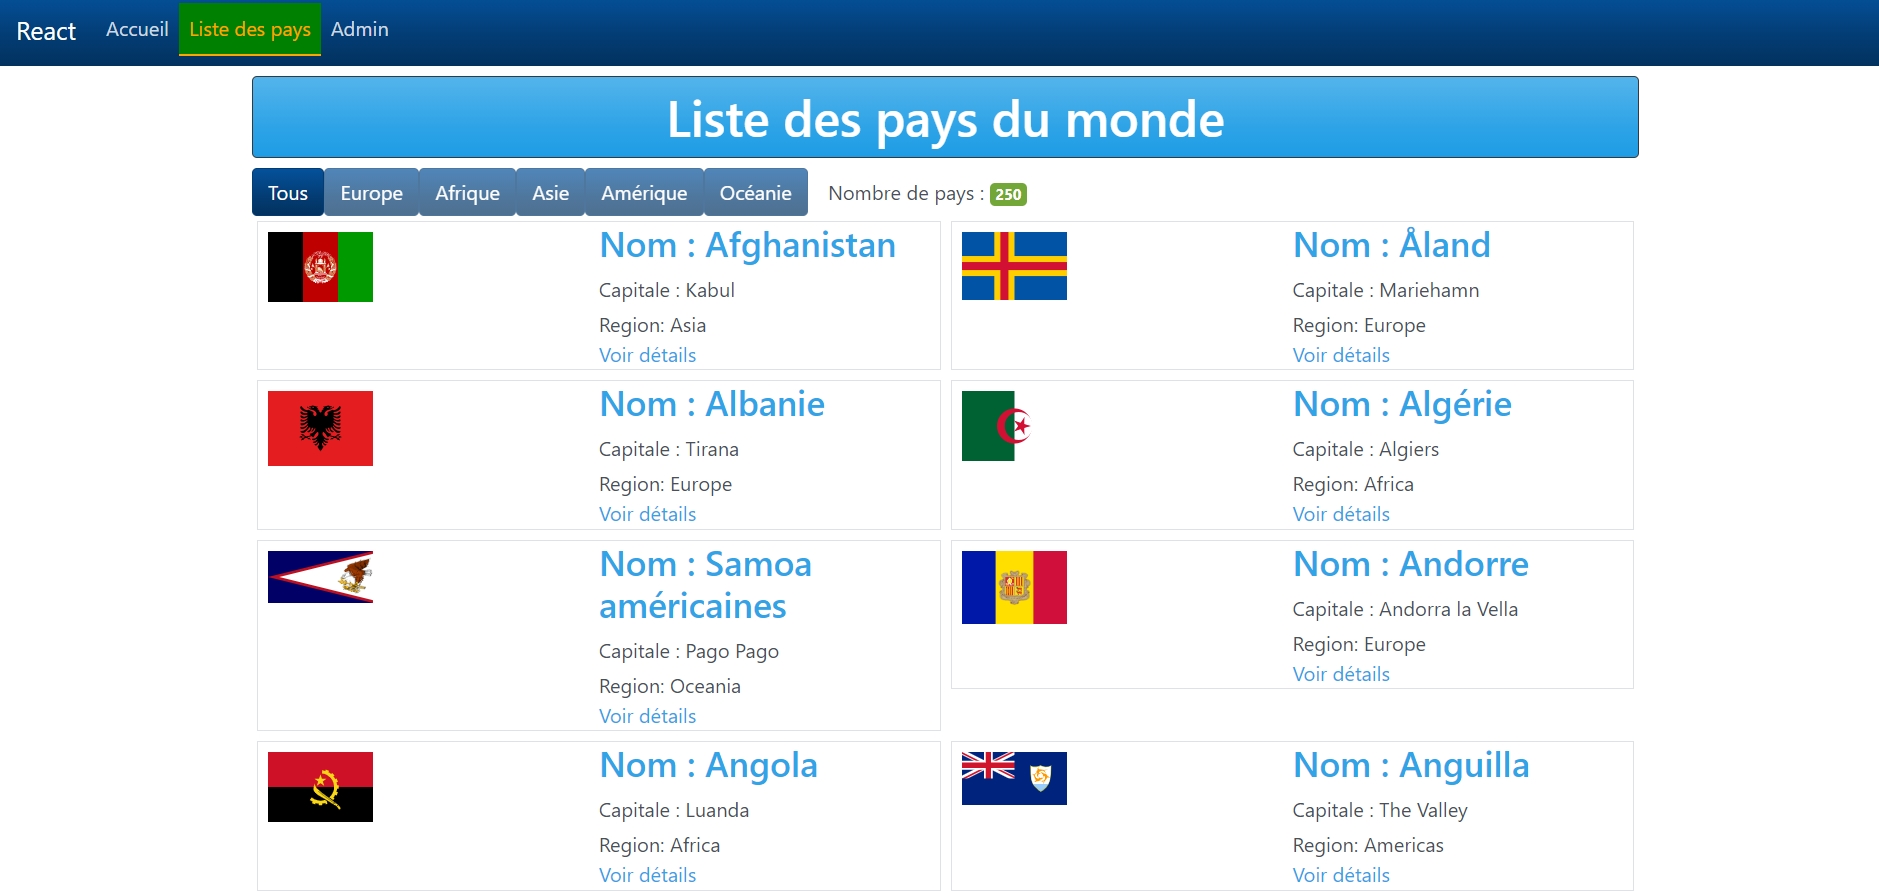 React Accueil Liste des pays Admin
Liste des pays du monde
Tous Europe Afrique Asie Amérique Océanie Nombre de pays : 250
Nom : Afghanistan
Capitale : Kabul
Region: Asia
Voir détails
Nom : Åland
Capitale : Mariehamn
Region: Europe
Voir détails
Nom : Albanie
Capitale : Tirana
Region: Europe
Voir détails
Nom : Algérie
Capitale : Algiers
Region: Africa
Voir détails
Nom : Samoa
américaines
Capitale : Pago Pago
Region: Oceania
Voir détails
Nom : Andorre
Capitale : Andorra la Vella
Region: Europe
Voir détails
Nom : Angola
Capitale : Luanda
Region: Africa
Voir détails
Nom : Anguilla
Capitale : The Valley
Region: Americas
Voir détails